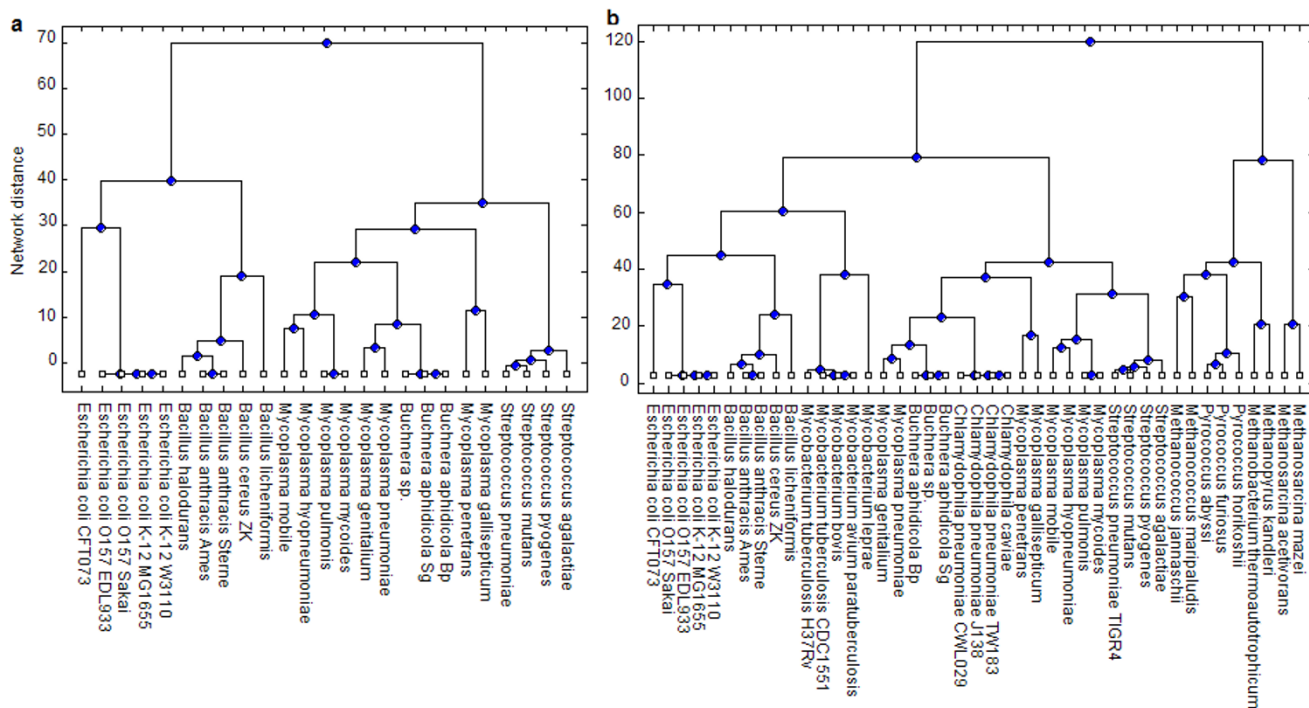 a
Network distance
70
60
50
40
30
20
10
0
Escherichia coli CFT073
Escherichia coli O157 EDL933
Escherichia coli O157 Sakai
Escherichia coli K-12 MG1655
Escherichia coli K-12 W3110
Bacillus halodurans
Bacillus anthracis Ames
Bacillus anthracis Sterne
Bacillus cereus ZK
Bacillus licheniformis
Mycoplasma mobile
Mycoplasma hyopneumoniae
Mycoplasma pulmonis
Mycoplasma mycoides
Mycoplasma genitalium
Mycoplasma pneumoniae
Buchnera sp.
Buchnera aphidicola Sg
Buchnera aphidicola Bp
Mycoplasma penetrans
Mycoplasma gallisepticum
Streptococcus pneumoniae
Streptococcus mutans
Streptococcus pyogenes
Streptococcus agalactiae
b
120
100
80
60
40
20
0
Escherichia coli CFT073
Escherichia coli O157 Sakai
Escherichia coli O157 EDL933
Escherichia coli K-12 MG1655
Escherichia coli K-12 W3110
Bacillus halodurans
Bacillus anthracis Ames
Bacillus anthracis Sterne
Bacillus cereus ZK
Bacillus licheniformis
Mycobacterium tuberculosis H37Rv
Mycobacterium tuberculosis CDC1551
Mycobacterium bovis
Mycobacterium avium paratuberculosis
Mycobacterium leprae
Mycoplasma genitalium
Mycoplasma pneumoniae
Buchnera aphidicola Bp
Buchnera sp.
Buchnera aphidicola Sg
Chlamydophila pneumoniae CWL029
Chlamydophila pneumoniae J138
Chlamydophila pneumoniae TW183
Chlamydophila caviae
Mycoplasma penetrans
Mycoplasma gallisepticum
Mycoplasma mobile
Mycoplasma hyopneumoniae
Mycoplasma pulmonis
Mycoplasma mycoides
Streptococcus pneumoniae TIGR4
Streptococcus mutans
Streptococcus pyogenes
Streptococcus agalactiae
Methanococcus jannaschii
Methanococcus maripaludis
Pyrococcus abyssi
Pyrococcus furiosus
Pyrococcus horikoshii
Methanobacterium thermoautotrophicum
Methanopyrus kandleri
Methanosarcina acetivorans
Methanosarcina mazei